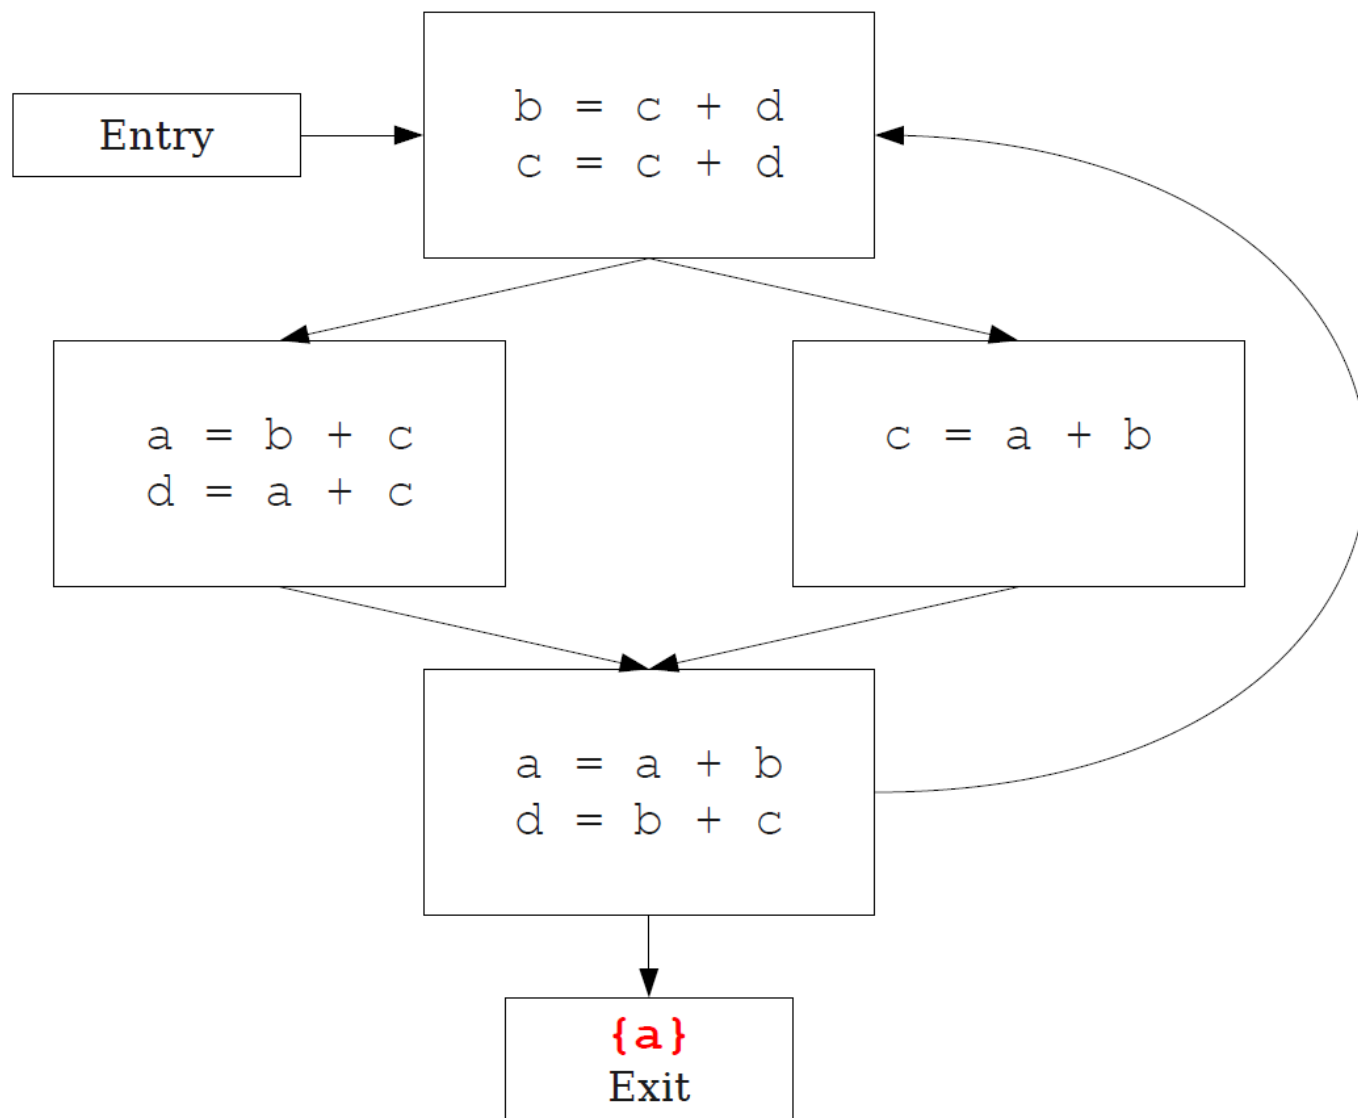 Entry
b = c + d
c = c + d
a = b + c
d = a + c
c = a + b
a = a + b
d = b + c
{a}
Exit